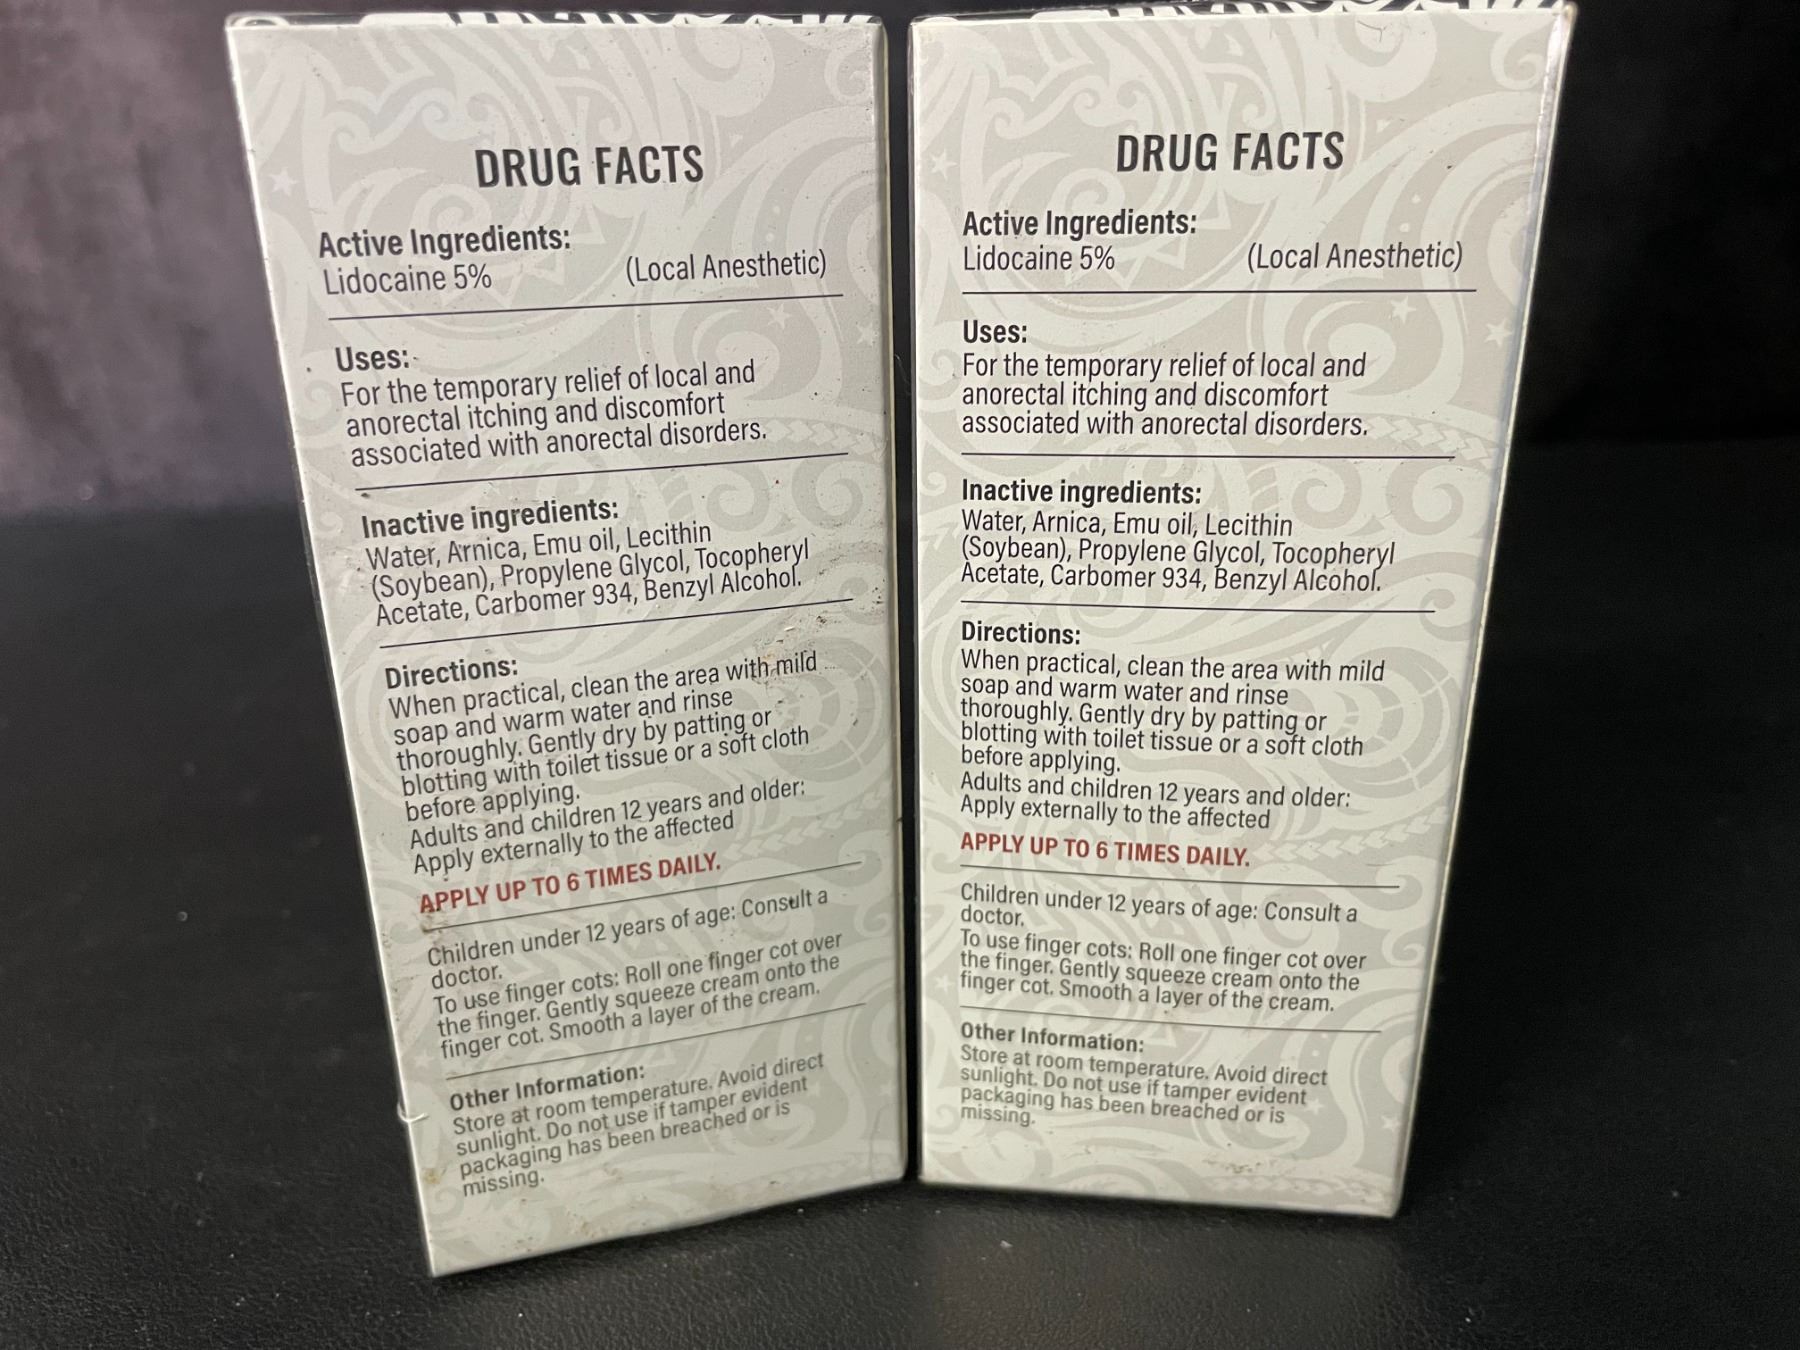 DRUG FACTS
Active Ingredients:
Lidocaine 5% (Local Anesthetic)
Uses:
For the temporary relief of local and
anorectal itching and discomfort
associated with anorectal disorders.
Inactive ingredients:
Water, Arnica, Emu oil, Lecithin
(Soybean), Propylene Glycol, Tocopheryl
Acetate, Carbomer 934, Benzyl Alcohol.
Directions:
When practical, clean the area with mild
soap and warm water and rinse
thoroughly. Gently dry by patting or
blotting with toilet tissue or a soft cloth
before applying.
Adults and children 12 years and older:
Apply externally to the affected
APPLY UP TO 6 TIMES DAILY.
Children under 12 years of age: Consult a
doctor.
To use finger cots: Roll one finger cot over
the finger. Gently squeeze cream onto the
finger cot. Smooth a layer of the cream.
Other Information:
Store at room temperature. Avoid direct
sunlight. Do not use if tamper evident
packaging has been breached or is
missing.
DRUG FACTS
Active Ingredients:
Lidocaine 5% (Local Anesthetic)
Uses:
For the temporary relief of local and
anorectal itching and discomfort
associated with anorectal disorders.
Inactive ingredients:
Water, Arnica, Emu oil, Lecithin
(Soybean), Propylene Glycol, Tocopheryl
Acetate, Carbomer 934, Benzyl Alcohol.
Directions:
When practical, clean the area with mild
soap and warm water and rinse
thoroughly. Gently dry by patting or
blotting with toilet tissue or a soft cloth
before applying.
Adults and children 12 years and older:
Apply externally to the affected
APPLY UP TO 6 TIMES DAILY.
Children under 12 years of age: Consult a
doctor.
To use finger cots: Roll one finger cot over
the finger. Gently squeeze cream onto the
finger cot. Smooth a layer of the cream.
Other Information:
Store at room temperature. Avoid direct
sunlight. Do not use if tamper evident
packaging has been breached or is
missing.